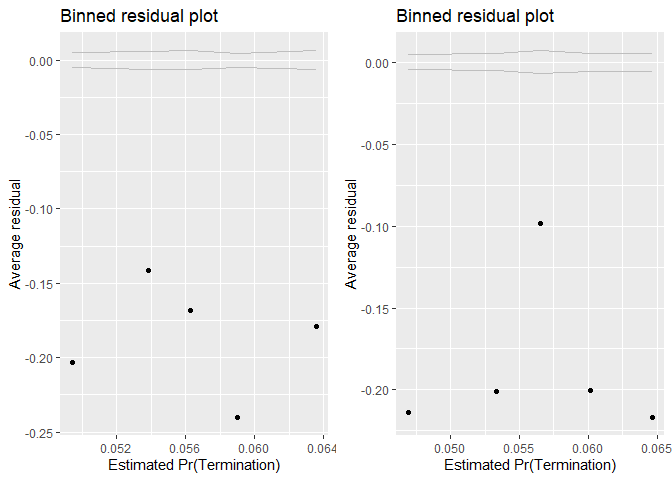 Binned residual plot
Average residual
0.00
-0.05
-0.10
-0.15
-0.20
-0.25
0.052 0.056 0.060 0.064
Estimated Pr(Termination)
Binned residual plot
Average residual
0.00
-0.05
-0.10
-0.15
-0.20
0.050 0.055 0.060 0.065
Estimated Pr(Termination)